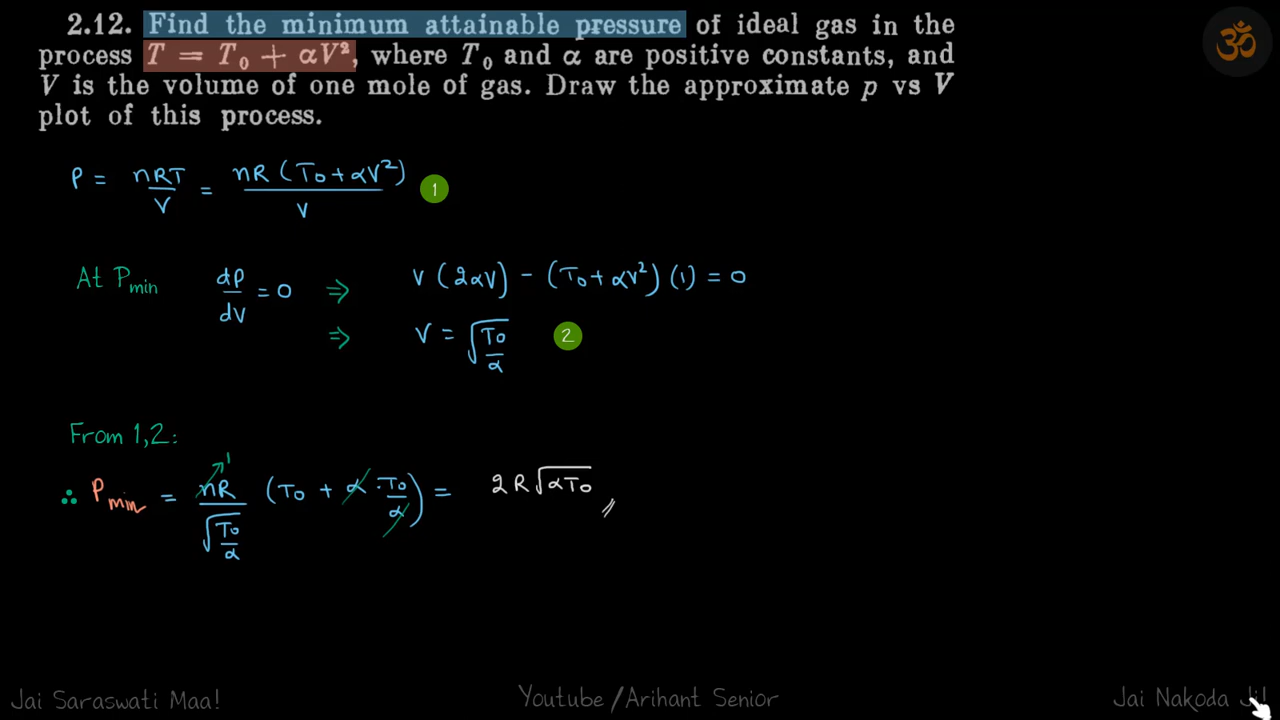 2.12. Find the minimum attainable pressure of ideal gas in the
process T = T₀ + αV², where T₀ and α are positive constants, and
V is the volume of one mole of gas. Draw the approximate p vs V
plot of this process.
P = nRT/V = nR (T₀ + αV²)/V 1
At Pmin dP/dV = 0 ⇒ V (2αV) − (T₀ + αV²) (1) = 0
⇒ V = √(T₀/α) 2
From 1,2:
∴ Pmin = nR/√(T₀/α) (T₀ + α · T₀/α) = 2R√αT₀
1
Jai Saraswati Maa! Youtube /Arihant Senior Jai Nakoda Ji!
ॐ